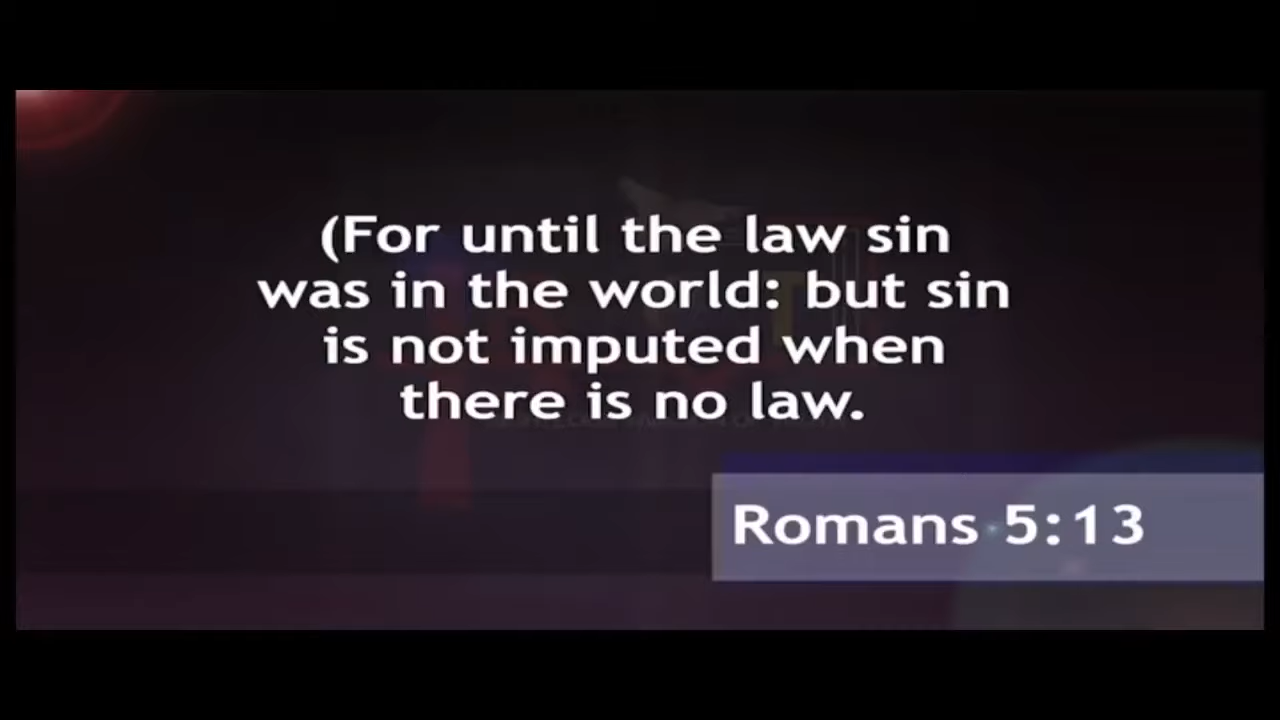 (For until the law sin
was in the world: but sin
is not imputed when
there is no law.
Romans 5:13